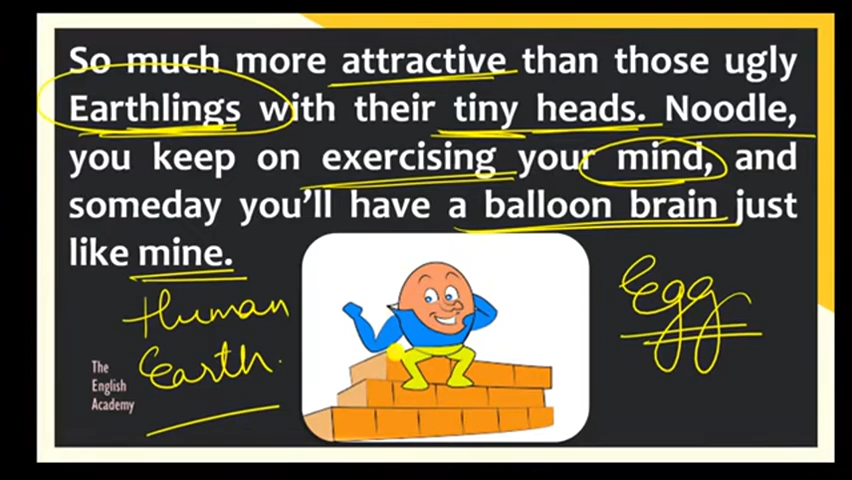 So much more attractive than those ugly
Earthlings with their tiny heads. Noodle,
you keep on exercising your mind, and
someday you'll have a balloon brain just
like mine.
Human
Earth.
Egg
The
English
Academy